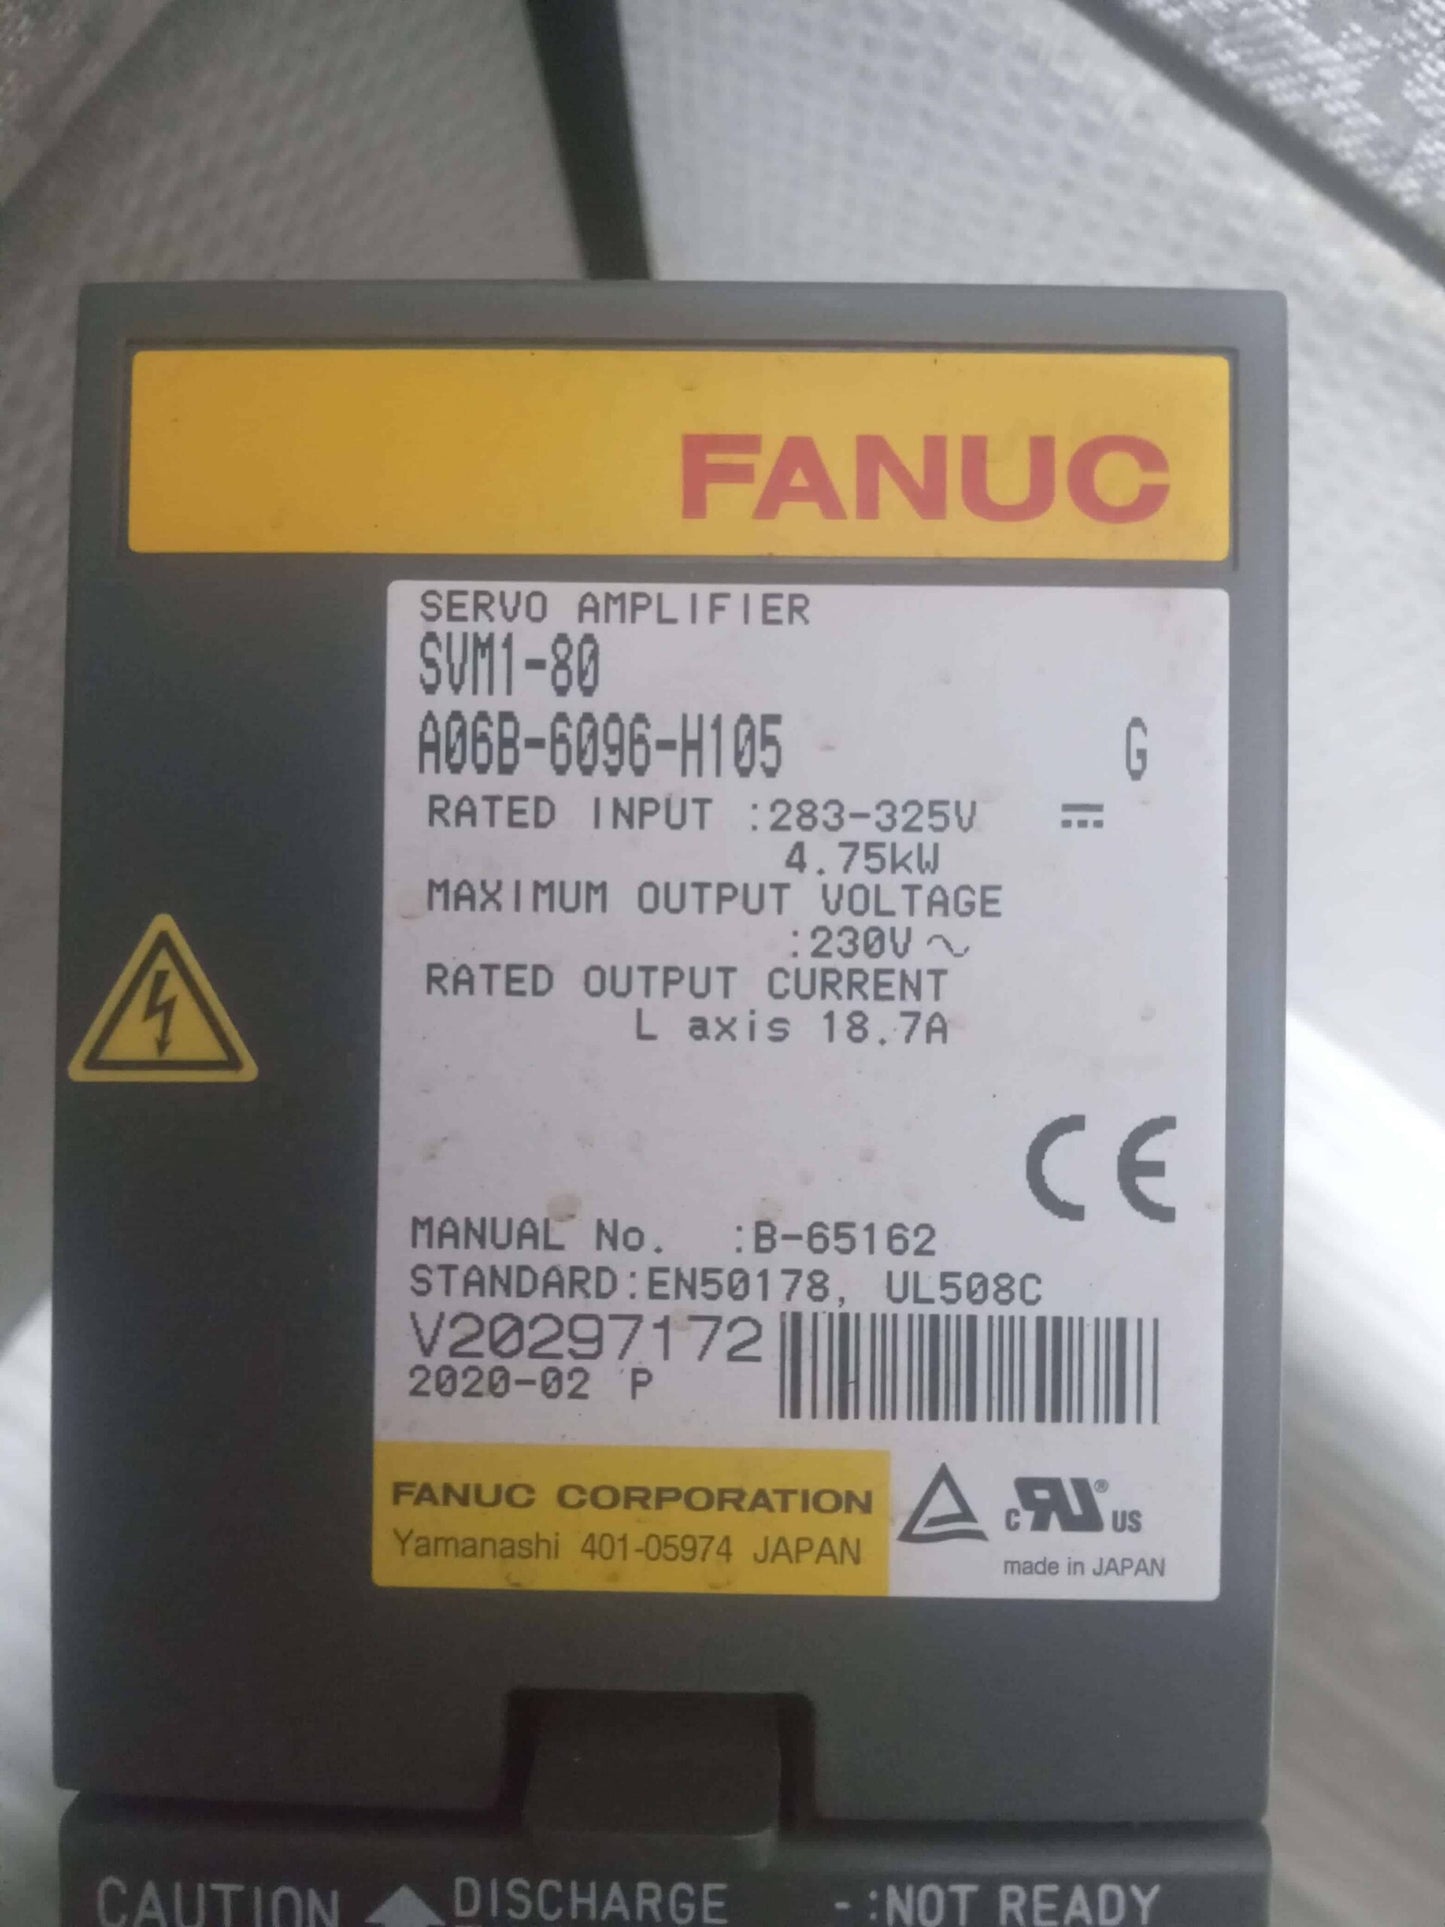 FANUC
SERVO AMPLIFIER
SVM1-80
A06B-6096-H105 G
RATED INPUT :283-325V
4.75kW
MAXIMUM OUTPUT VOLTAGE
:230V
RATED OUTPUT CURRENT
L axis 18.7A
CE
MANUAL No. :B-65162
STANDARD:EN50178, UL508C
V20297172
2020-02 P
FANUC CORPORATION
Yamanashi 401-05974 JAPAN
c RU ® US
made in JAPAN
CAUTION DISCHARGE -:NOT READY